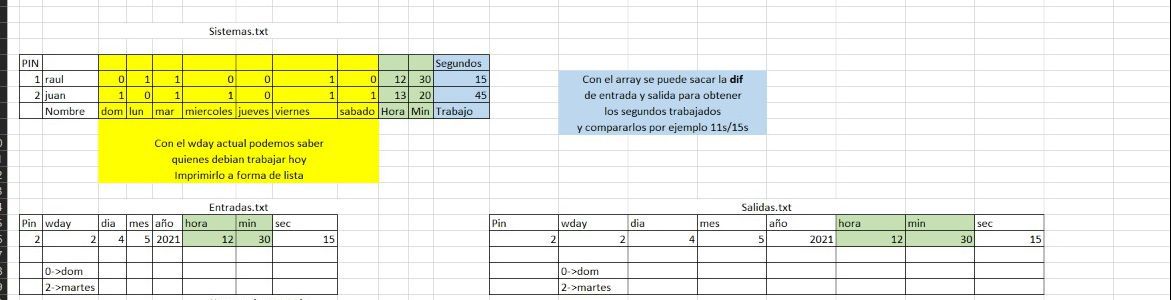 Sistemas.txt
PIN Segundos
1 raul 0 1 1 0 0 1 0 12 30 15
2 juan 1 0 1 1 0 1 1 13 20 45
Nombre dom lun mar miercoles jueves viernes sabado Hora Min Trabajo
Con el array se puede sacar la dif
de entrada y salida para obtener
los segundos trabajados
y compararlos por ejemplo 11s/15s
Con el wday actual podemos saber
quienes debian trabajar hoy
Imprimirlo a forma de lista
Entradas.txt
Pin wday dia mes año hora min sec
2 2 4 5 2021 12 30 15
0->dom
2->martes
Salidas.txt
Pin wday dia mes año hora min sec
2 2 4 5 2021 12 30 15
0->dom
2->martes